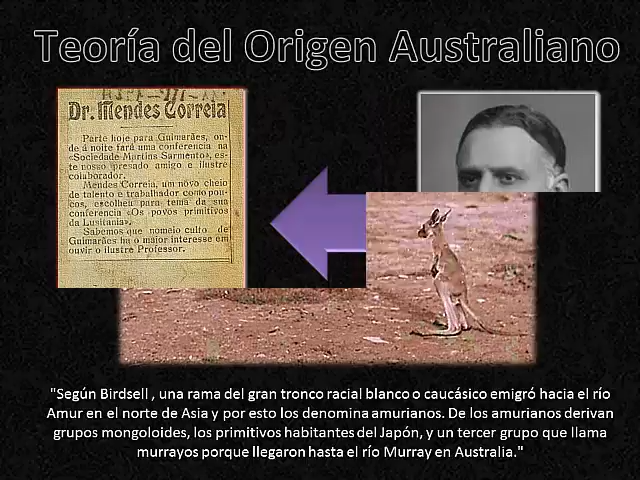 Teoría del Origen Australiano
Dr. Mendes Correia
Parte hoje para Guimarães, on-
de á noite fará uma conferencia na
«Sociedade Martins Sarmento», es-
te nosso presado amigo e ilustre
colaborador.
Mendes Correia, um novo cheio
de talento e trabalhador como pou-
cos, escolheu para tema da sua
conferencia «Os povos primitivos
da Lusitania».
Sabemos que nomeio culto de
Guimarães ha o maior interesse em
ouvir o ilustre Professor.
"Según Birdsell , una rama del gran tronco racial blanco o caucásico emigró hacia el río
Amur en el norte de Asia y por esto los denomina amurianos. De los amurianos derivan
grupos mongoloides, los primitivos habitantes del Japón, y un tercer grupo que llama
murrayos porque llegaron hasta el río Murray en Australia."